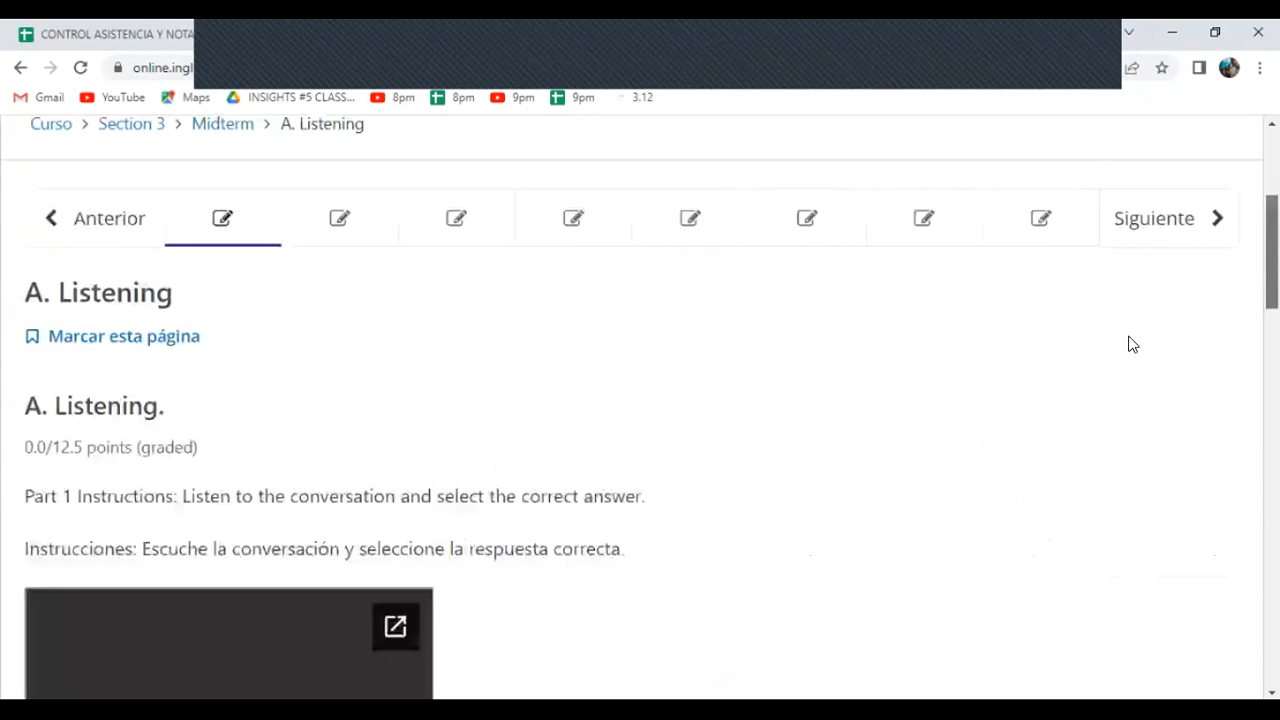 CONTROL ASISTENCIA Y NOTA
online.ingl
Gmail YouTube Maps INSIGHTS #5 CLASS... 8pm 8pm 9pm 9pm 3.12
Curso > Section 3 > Midterm > A. Listening
Anterior Siguiente
A. Listening
Marcar esta página
A. Listening.
0.0/12.5 points (graded)
Part 1 Instructions: Listen to the conversation and select the correct answer.
Instrucciones: Escuche la conversación y seleccione la respuesta correcta.